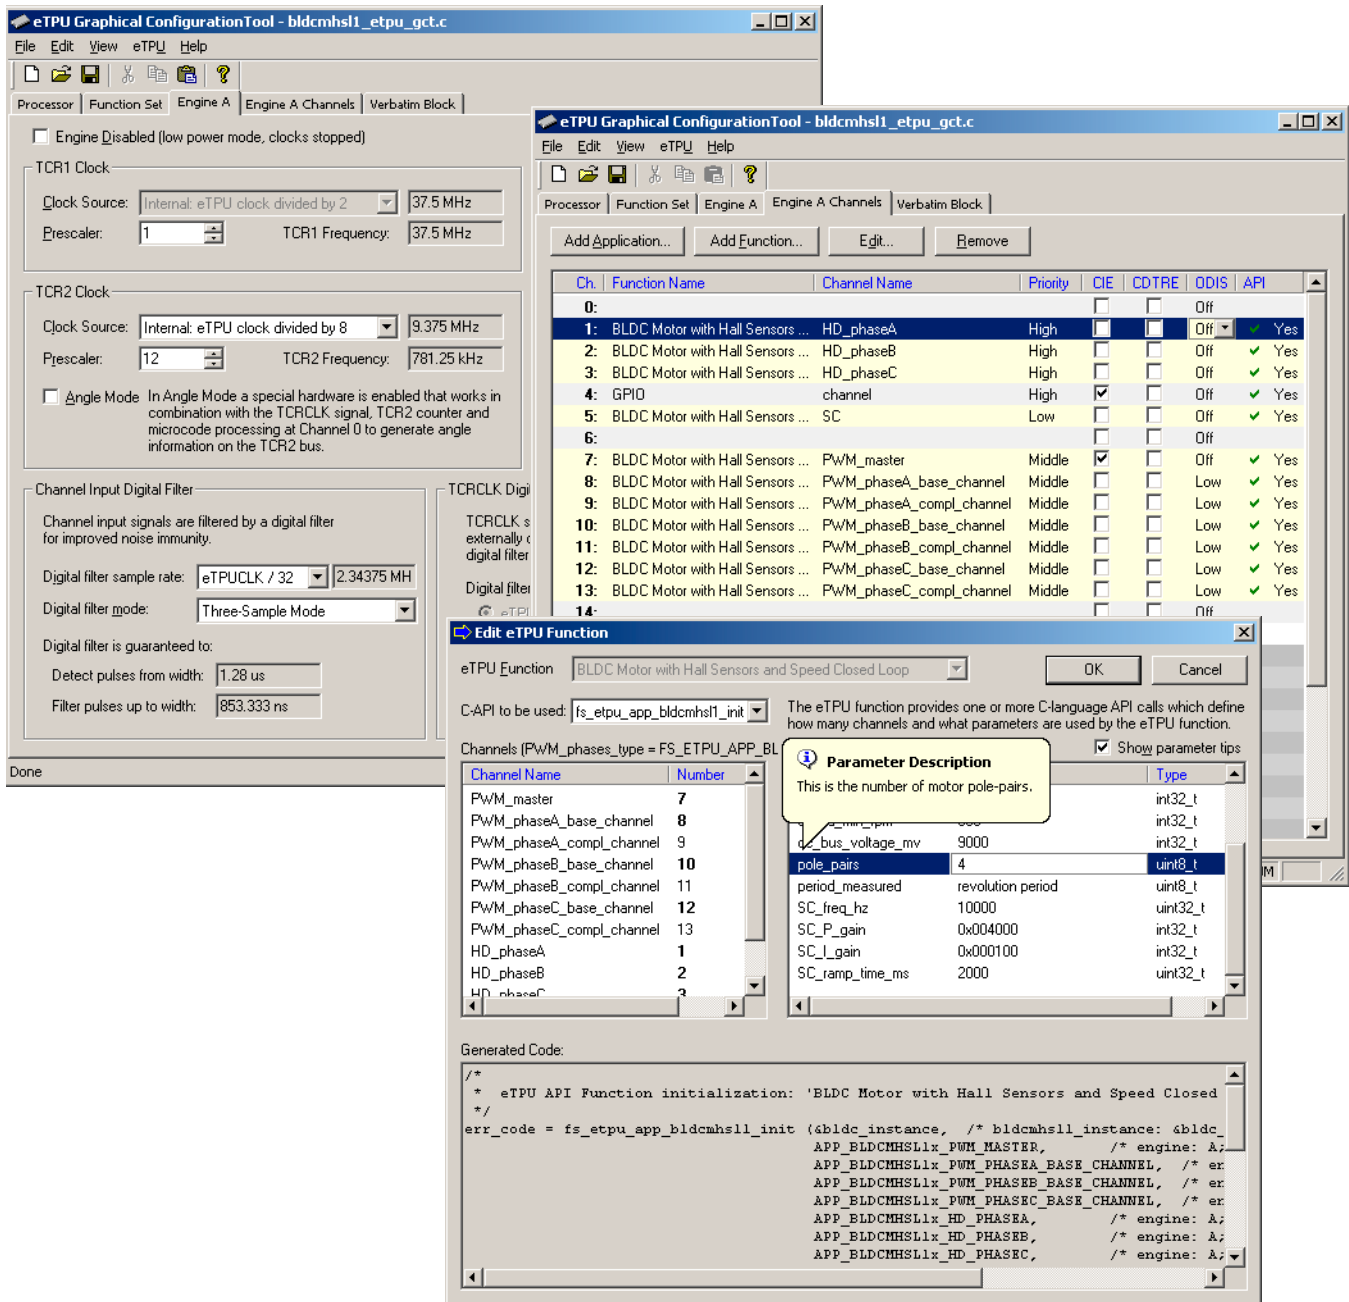 eTPU Graphical ConfigurationTool - bldcmhsl1_etpu_gct.c
File Edit View eTPU Help
Processor Function Set Engine A Engine A Channels Verbatim Block
Engine Disabled (low power mode, clocks stopped)
TCR1 Clock
Clock Source: Internal: eTPU clock divided by 2 37.5 MHz
Prescaler: 1 TCR1 Frequency: 37.5 MHz
TCR2 Clock
Clock Source: Internal: eTPU clock divided by 8 9.375 MHz
Prescaler: 12 TCR2 Frequency: 781.25 kHz
Angle Mode In Angle Mode a special hardware is enabled that works in
combination with the TCRCLK signal, TCR2 counter and
microcode processing at Channel 0 to generate angle
information on the TCR2 bus.
Channel Input Digital Filter
Channel input signals are filtered by a digital filter
for improved noise immunity.
Digital filter sample rate: eTPUCLK / 32 2.34375 MH
Digital filter mode: Three-Sample Mode
Digital filter is guaranteed to:
Detect pulses from width: 1.28 us
Filter pulses up to width: 853.333 ns
TCRCLK Digi
TCRCLK s
externally c
digital filter
Digital filter
eTPU
Done
eTPU Graphical ConfigurationTool - bldcmhsl1_etpu_gct.c
File Edit View eTPU Help
Processor Function Set Engine A Engine A Channels Verbatim Block
Add Application... Add Function... Edit... Remove
Ch. Function Name Channel Name Priority CIE CDTRE ODIS API
0: Off
1: BLDC Motor with Hall Sensors ... HD_phaseA High Off Yes
2: BLDC Motor with Hall Sensors ... HD_phaseB High Off Yes
3: BLDC Motor with Hall Sensors ... HD_phaseC High Off Yes
4: GPIO channel High Off Yes
5: BLDC Motor with Hall Sensors ... SC Low Off Yes
6: Off
7: BLDC Motor with Hall Sensors ... PWM_master Middle Off Yes
8: BLDC Motor with Hall Sensors ... PWM_phaseA_base_channel Middle Low Yes
9: BLDC Motor with Hall Sensors ... PWM_phaseA_compl_channel Middle Low Yes
10: BLDC Motor with Hall Sensors ... PWM_phaseB_base_channel Middle Low Yes
11: BLDC Motor with Hall Sensors ... PWM_phaseB_compl_channel Middle Low Yes
12: BLDC Motor with Hall Sensors ... PWM_phaseC_base_channel Middle Low Yes
13: BLDC Motor with Hall Sensors ... PWM_phaseC_compl_channel Middle Low Yes
14: Off
Edit eTPU Function
eTPU Function BLDC Motor with Hall Sensors and Speed Closed Loop OK Cancel
C-API to be used: fs_etpu_app_bldcmhsl1_init The eTPU function provides one or more C-language API calls which define
how many channels and what parameters are used by the eTPU function.
Channels (PWM_phases_type = FS_ETPU_APP_BL Show parameter tips
Parameter Description
This is the number of motor pole-pairs.
Channel Name Number
PWM_master 7
PWM_phaseA_base_channel 8
PWM_phaseA_compl_channel 9
PWM_phaseB_base_channel 10
PWM_phaseB_compl_channel 11
PWM_phaseC_base_channel 12
PWM_phaseC_compl_channel 13
HD_phaseA 1
HD_phaseB 2
HD_phaseC 3
Type
int32_t
int32_t
dc_bus_voltage_mv 9000 int32_t
pole_pairs 4 uint8_t
period_measured revolution period uint8_t
SC_freq_hz 10000 uint32_t
SC_P_gain 0x004000 int32_t
SC_I_gain 0x000100 int32_t
SC_ramp_time_ms 2000 uint32_t
Generated Code:
/*
* eTPU API Function initialization: 'BLDC Motor with Hall Sensors and Speed Closed
*/
err_code = fs_etpu_app_bldcmhsl1_init (&bldc_instance, /* bldcmhsl1_instance: &bldc_
APP_BLDCMHSL1x_PWM_MASTER, /* engine: A;
APP_BLDCMHSL1x_PWM_PHASEA_BASE_CHANNEL, /* en
APP_BLDCMHSL1x_PWM_PHASEB_BASE_CHANNEL, /* en
APP_BLDCMHSL1x_PWM_PHASEC_BASE_CHANNEL, /* en
APP_BLDCMHSL1x_HD_PHASEA, /* engine: A;
APP_BLDCMHSL1x_HD_PHASEB, /* engine: A;
APP_BLDCMHSL1x_HD_PHASEC, /* engine: A;